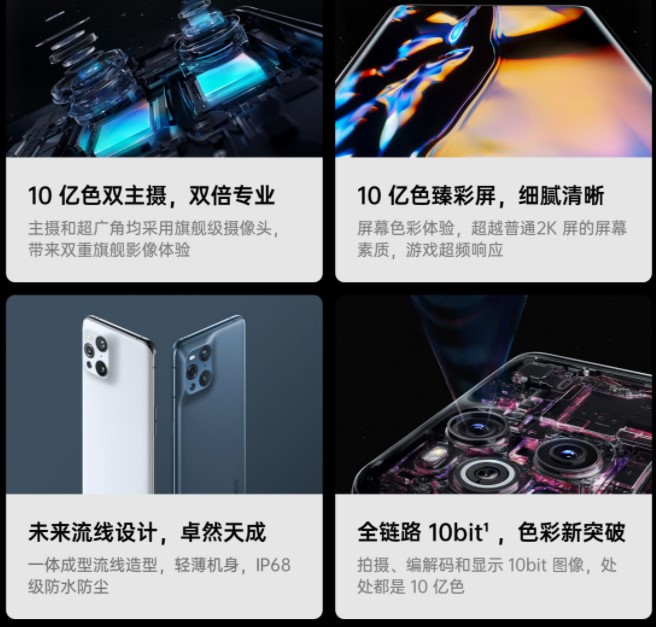 10 亿色双主摄，双倍专业
主摄和超广角均采用旗舰级摄像头，
带来双重旗舰影像体验
10 亿色臻彩屏，细腻清晰
屏幕色彩体验，超越普通2K 屏的屏幕
素质，游戏超频响应
未来流线设计，卓然天成
一体成型流线造型，轻薄机身，IP68
级防水防尘
全链路 10bit¹ ，色彩新突破
拍摄、编解码和显示 10bit 图像，处
处都是 10 亿色